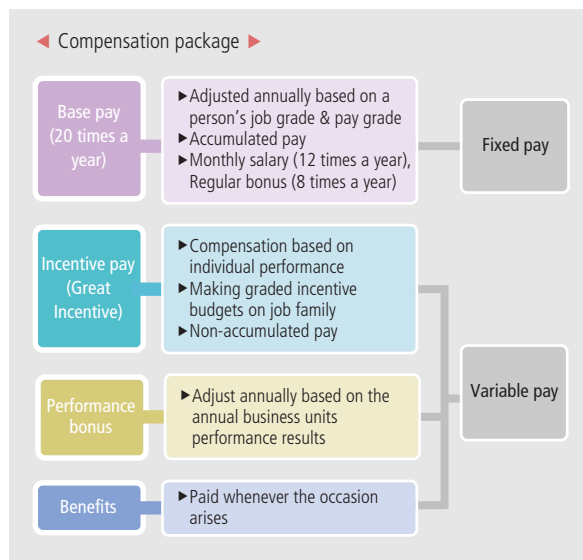 ◀ Compensation package ▶
Base pay
(20 times a
year)
▶Adjusted annually based on a
person's job grade & pay grade
▶Accumulated pay
▶Monthly salary (12 times a year),
Regular bonus (8 times a year)
Fixed pay
Incentive pay
(Great
Incentive)
▶Compensation based on
individual performance
▶Making graded incentive
budgets on job family
▶Non-accumulated pay
Performance
bonus
▶Adjust annually based on the
annual business units
performance results
Variable pay
Benefits
▶Paid whenever the occasion
arises